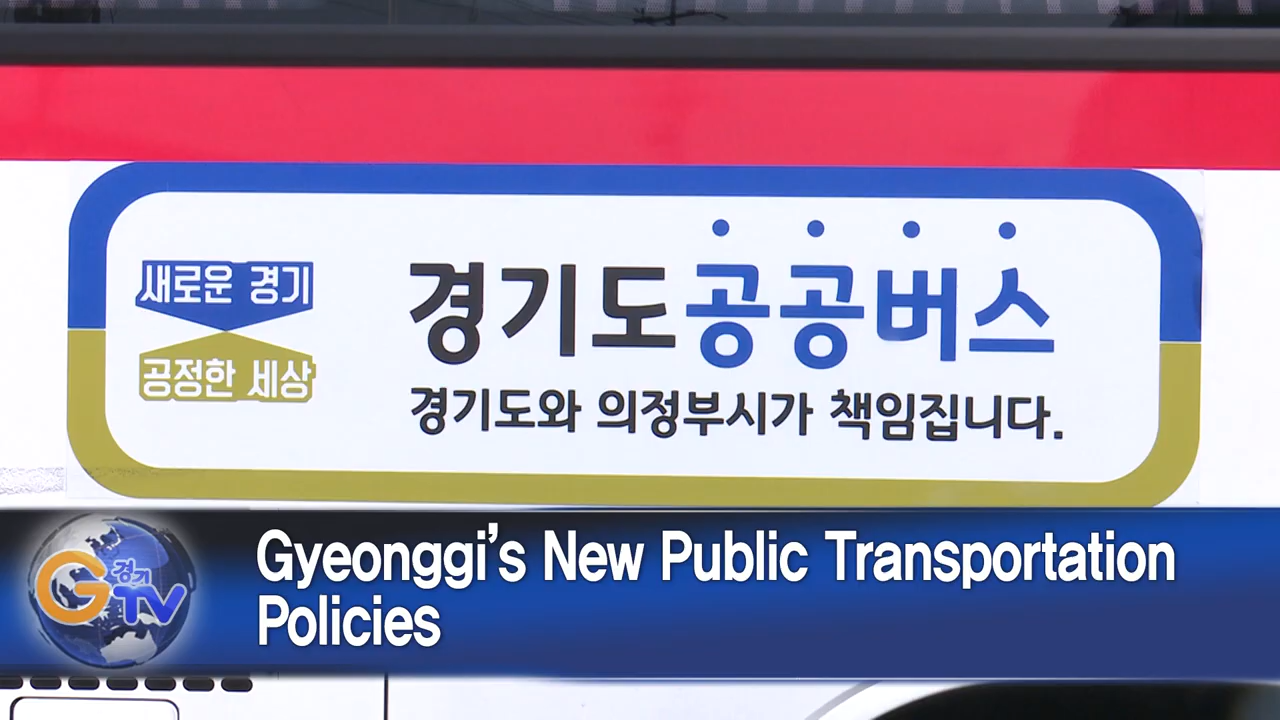 새로운 경기
공정한 세상
경기도공공버스
경기도와 의정부시가 책임집니다.
경기
GTV
Gyeonggi's New Public Transportation
Policies